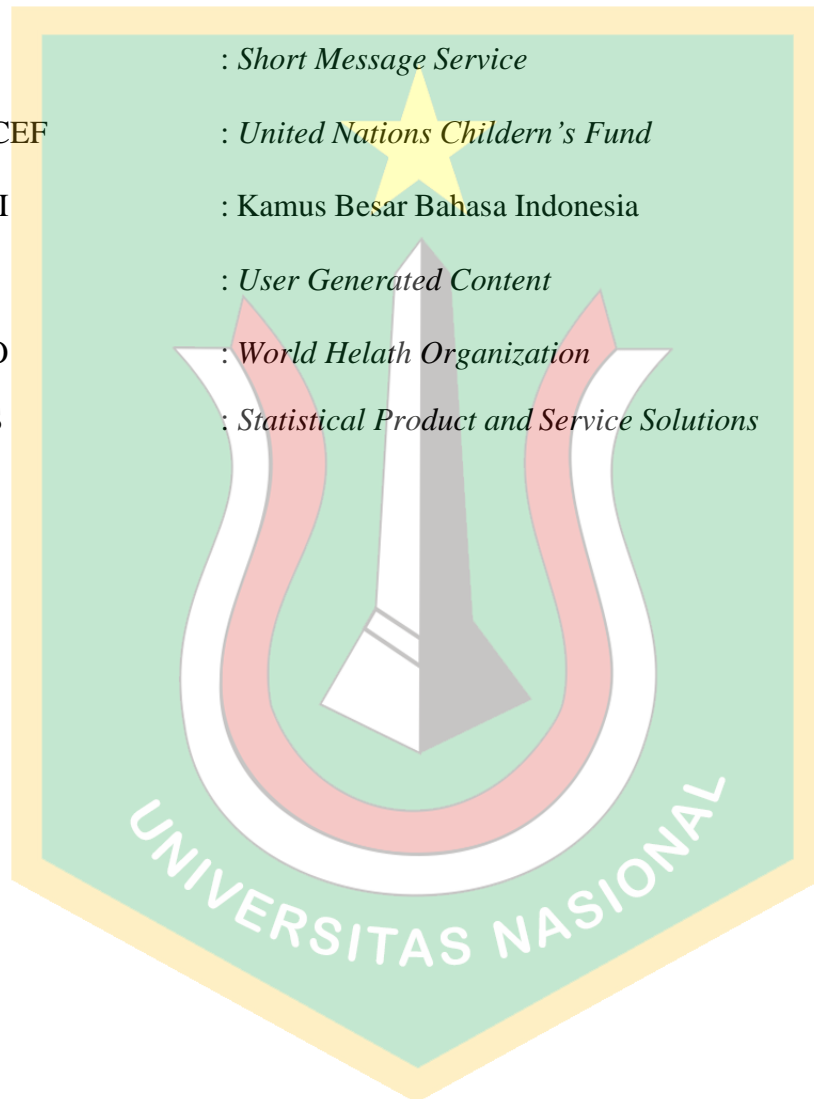 : Short Message Service
CEF : United Nations Childern’s Fund
I : Kamus Besar Bahasa Indonesia
: User Generated Content
: World Helath Organization
: Statistical Product and Service Solutions
UNIVERSITAS NASIONAL